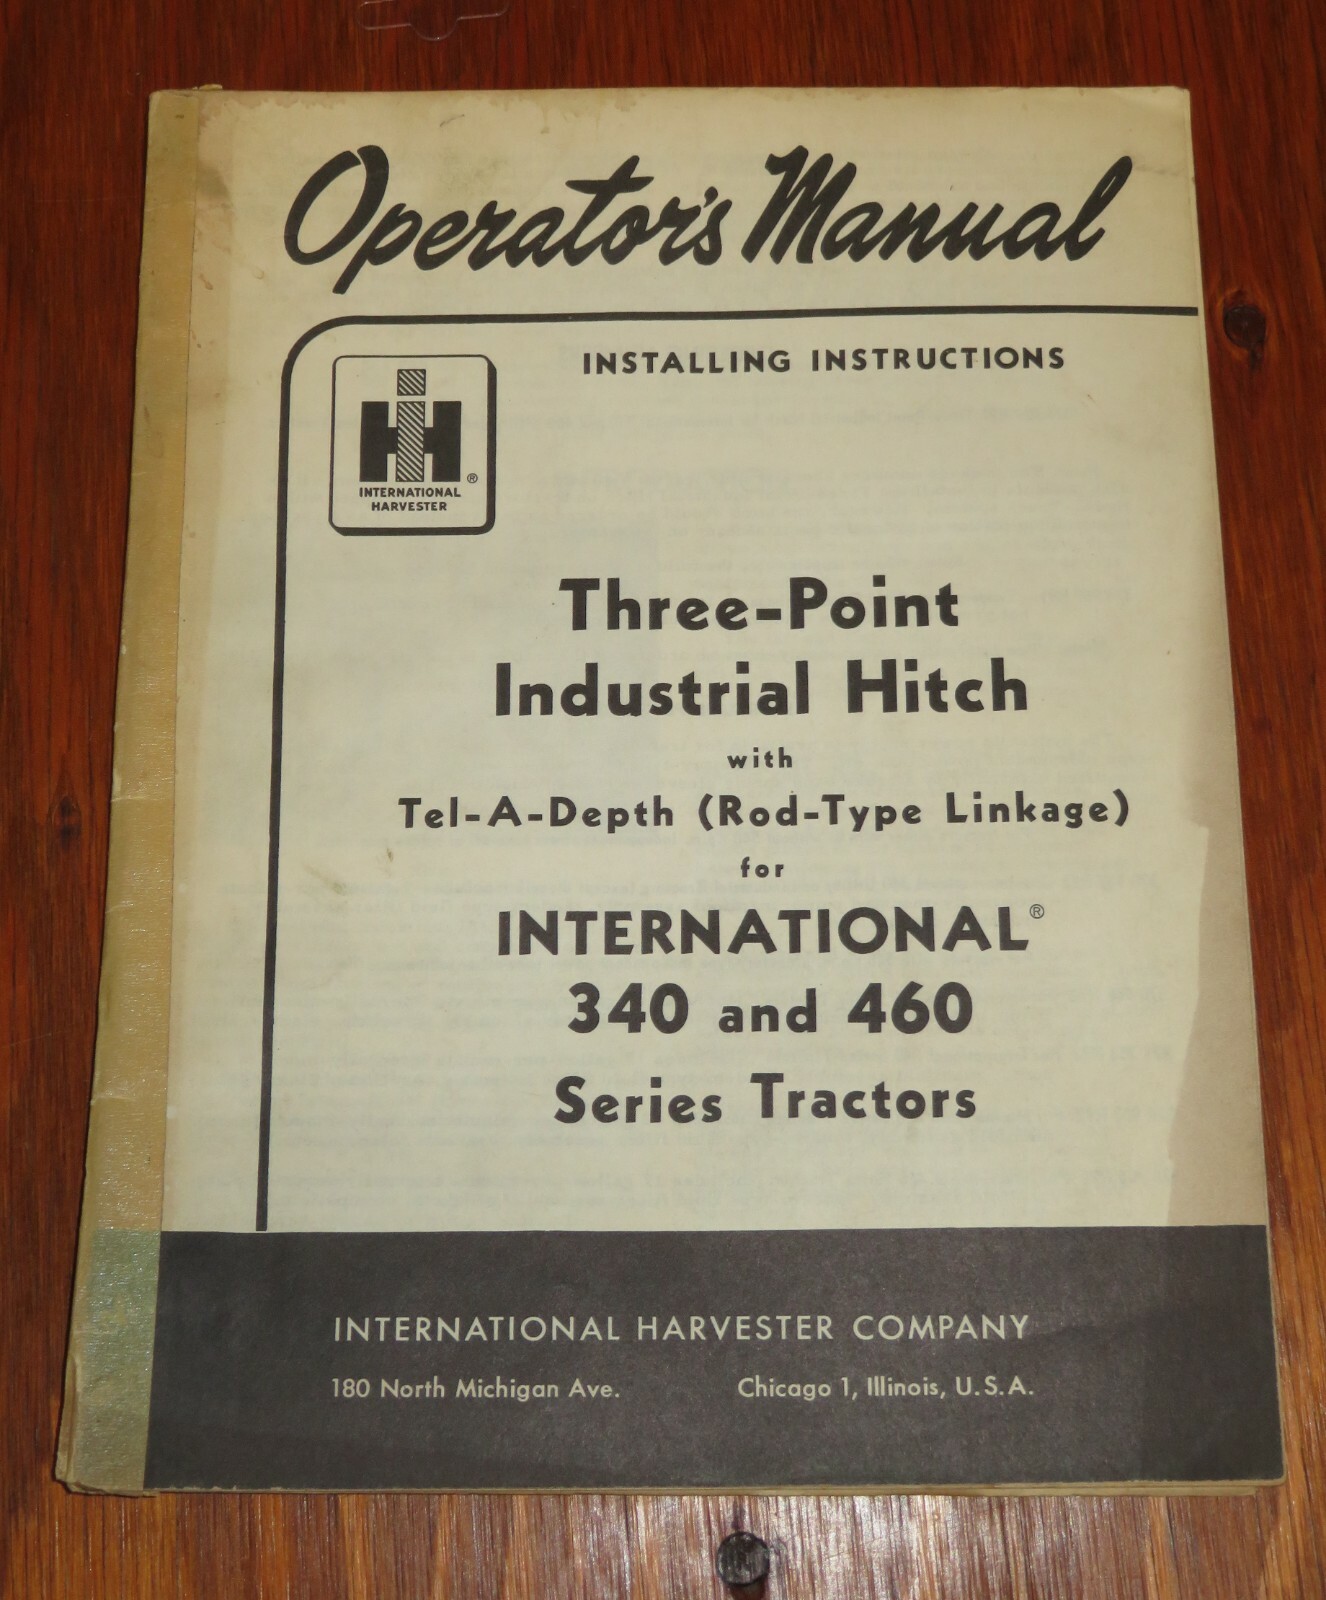 Operator's Manual
INSTALLING INSTRUCTIONS
IH ®
INTERNATIONAL
HARVESTER
Three-Point
Industrial Hitch
with
Tel-A-Depth (Rod-Type Linkage)
for
INTERNATIONAL®
340 and 460
Series Tractors
INTERNATIONAL HARVESTER COMPANY
180 North Michigan Ave. Chicago 1, Illinois, U.S.A.